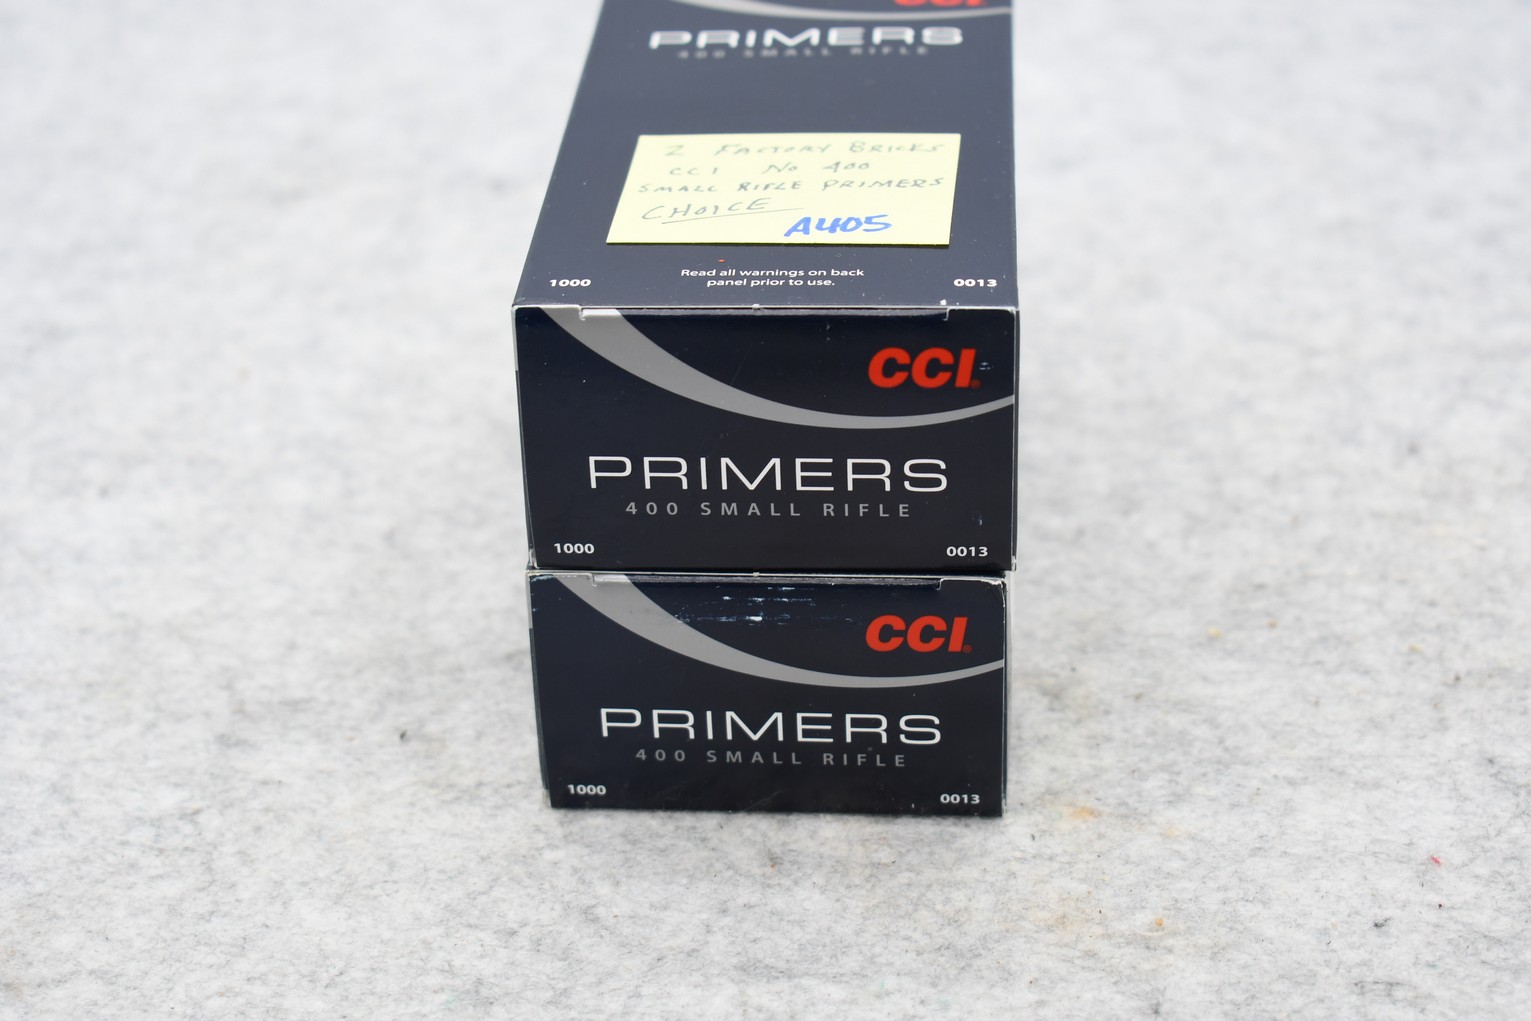 CCI
PRIMERS
400 SMALL RIFLE
2 FACTORY BRICKS
CCI No 400
SMALL RIFLE PRIMERS
CHOICE
A405
Read all warnings on back
panel prior to use.
1000 0013
CCI®
PRIMERS
400 SMALL RIFLE
1000 0013
CCI®
PRIMERS
400 SMALL RIFLE
1000 0013